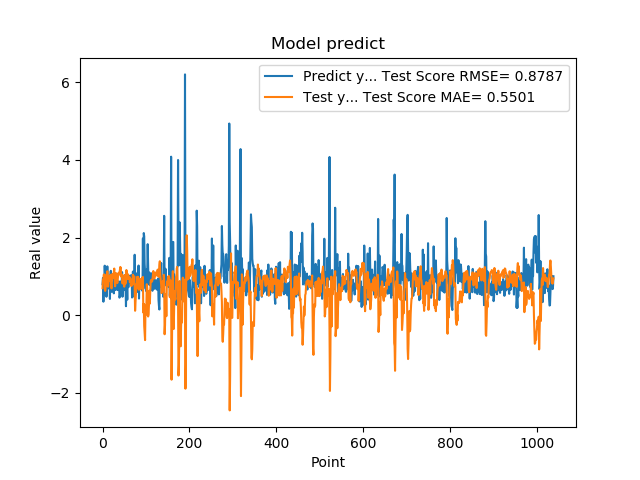 Model predict
Predict y... Test Score RMSE= 0.8787
Test y... Test Score MAE= 0.5501
Real value
6
4
2
0
−2
0 200 400 600 800 1000
Point